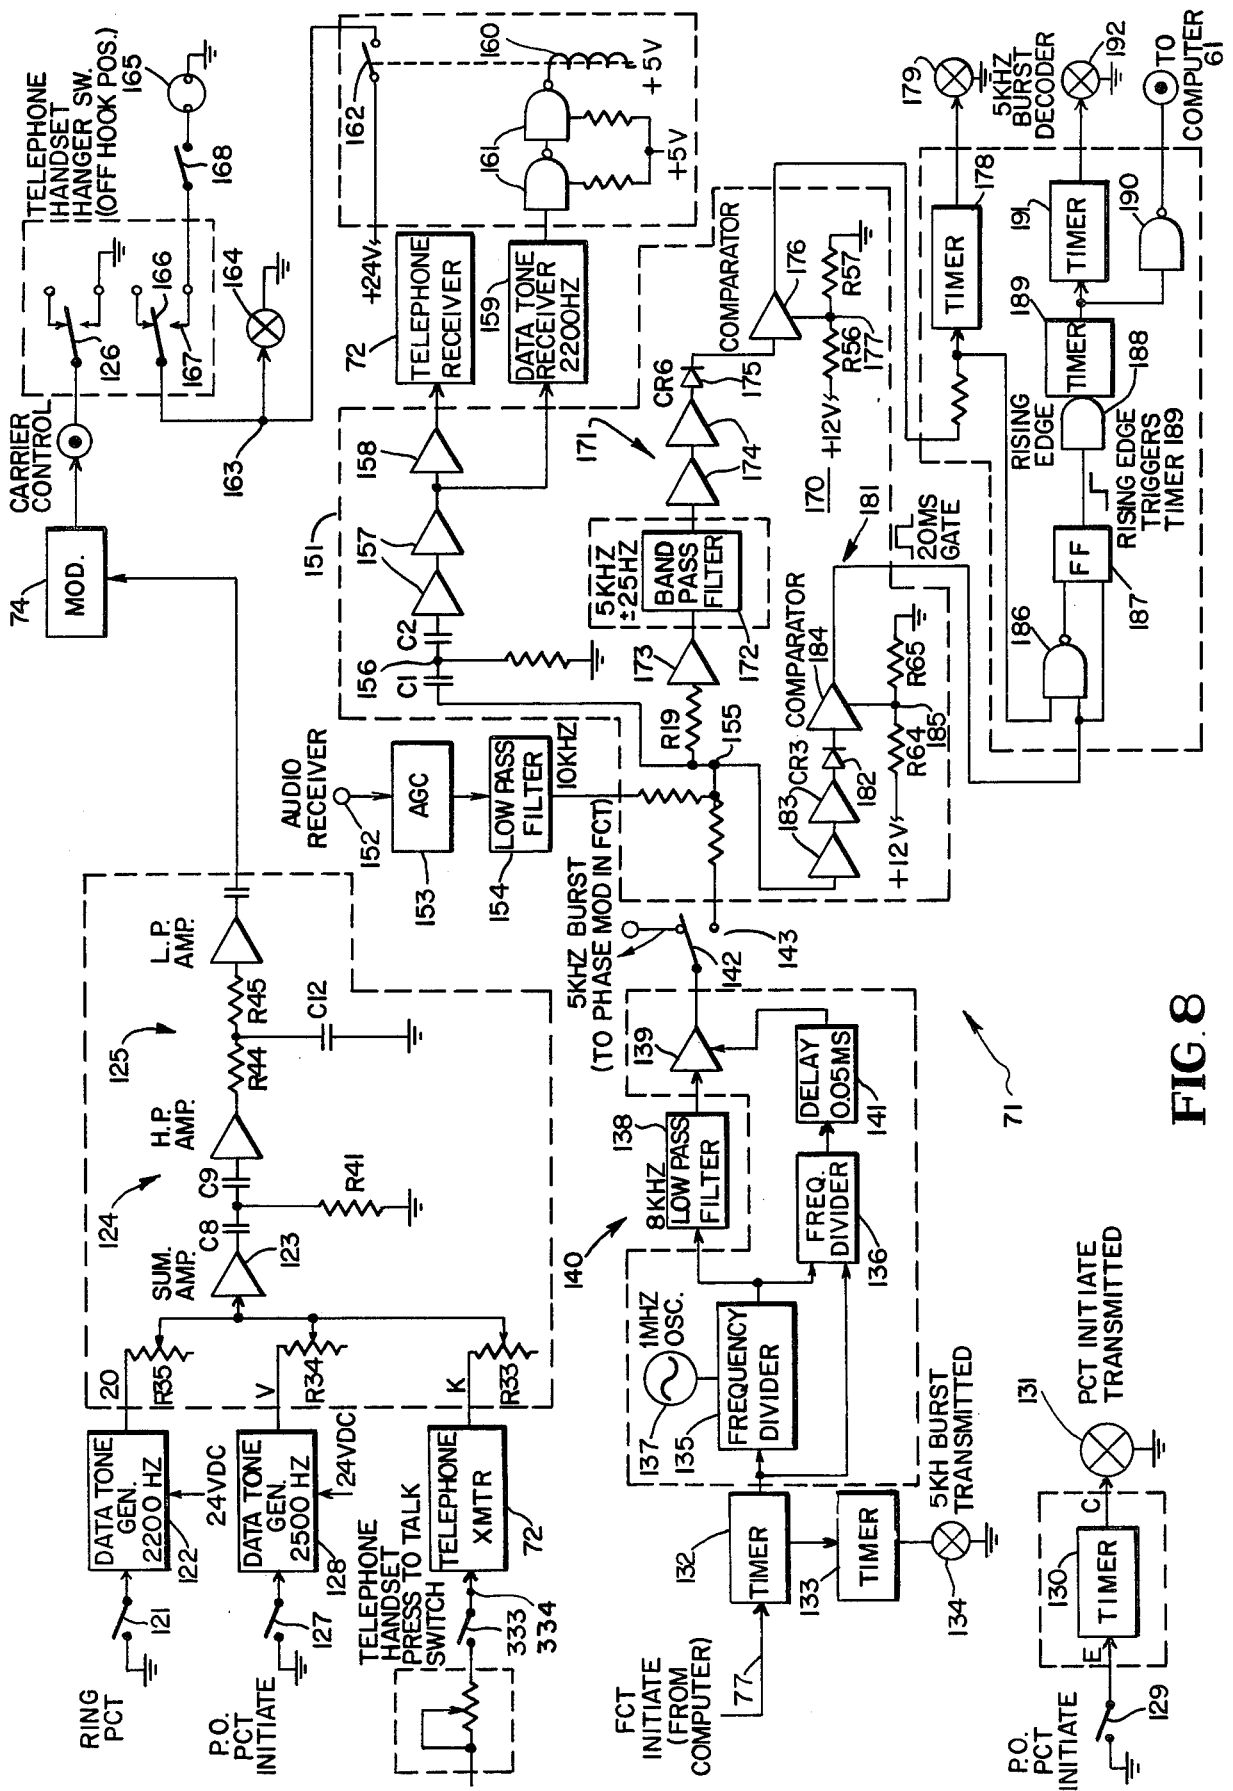 RING
PCT
121
DATA TONE
GEN.
2200 HZ
122
24VDC
20
R35
P.O.
PCT
INITIATE
127
DATA TONE
GEN.
2500 HZ
128
24VDC
V
R34
TELEPHONE
HANDSET
PRESS TO TALK
SWITCH
333
334
TELEPHONE
XMTR
72
K
R33
SUM.
AMP.
123
124
C8
C9
R41
H.P.
AMP.
125
R44
R45
C12
L.P.
AMP.
74
MOD.
CARRIER
CONTROL
TELEPHONE
HANDSET
HANGER SW.
(OFF HOOK POS.)
126
166
167
168
165
163
164
AUDIO
RECEIVER
152
AGC
153
LOW PASS
FILTER
154
10KHZ
151
156
C1
C2
157
158
72
TELEPHONE
RECEIVER
159
DATA TONE
RECEIVER
2200HZ
+24V
162
160
161
+5V
+5V
155
R19
173
5KHZ
±25HZ
BAND
PASS
FILTER
172
171
174
CR6
175
COMPARATOR
176
R56
R57
177
+12V
170
183
CR3
182
COMPARATOR
184
181
+12V
R64
R65
185
20MS
GATE
FCT
INITIATE
(FROM
COMPUTER)
77
132
TIMER
133
TIMER
134
5KH BURST
TRANSMITTED
137
1MHZ
OSC.
135
FREQUENCY
DIVIDER
140
8KHZ
LOW PASS
FILTER
138
FREQ.
DIVIDER
136
DELAY
0.05MS
141
139
142
143
5KHZ BURST
(TO PHASE MOD IN FCT)
71
186
FF
187
RISING
EDGE
RISING EDGE
TRIGGERS
TIMER 189
188
TIMER
189
TIMER
191
190
TIMER
178
179
5KHZ
BURST
DECODER
192
TO
COMPUTER
61
P.O.
PCT
INITIATE
129
E
130
TIMER
C
131
PCT INITIATE
TRANSMITTED
FIG. 8